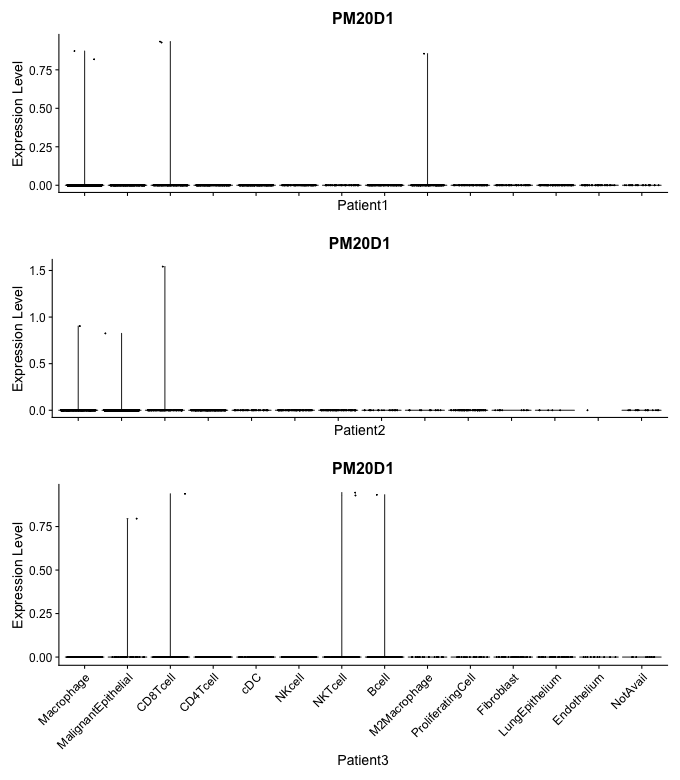 PM20D1
Expression Level
0.75
0.50
0.25
0.00
Patient1
PM20D1
Expression Level
1.5
1.0
0.5
0.0
Patient2
PM20D1
Expression Level
0.75
0.50
0.25
0.00
Macrophage
MalignantEpithelial
CD8Tcell
CD4Tcell
cDC
NKcell
NKTcell
Bcell
M2Macrophage
ProliferatingCell
Fibroblast
LungEpithelium
Endothelium
NotAvail
Patient3